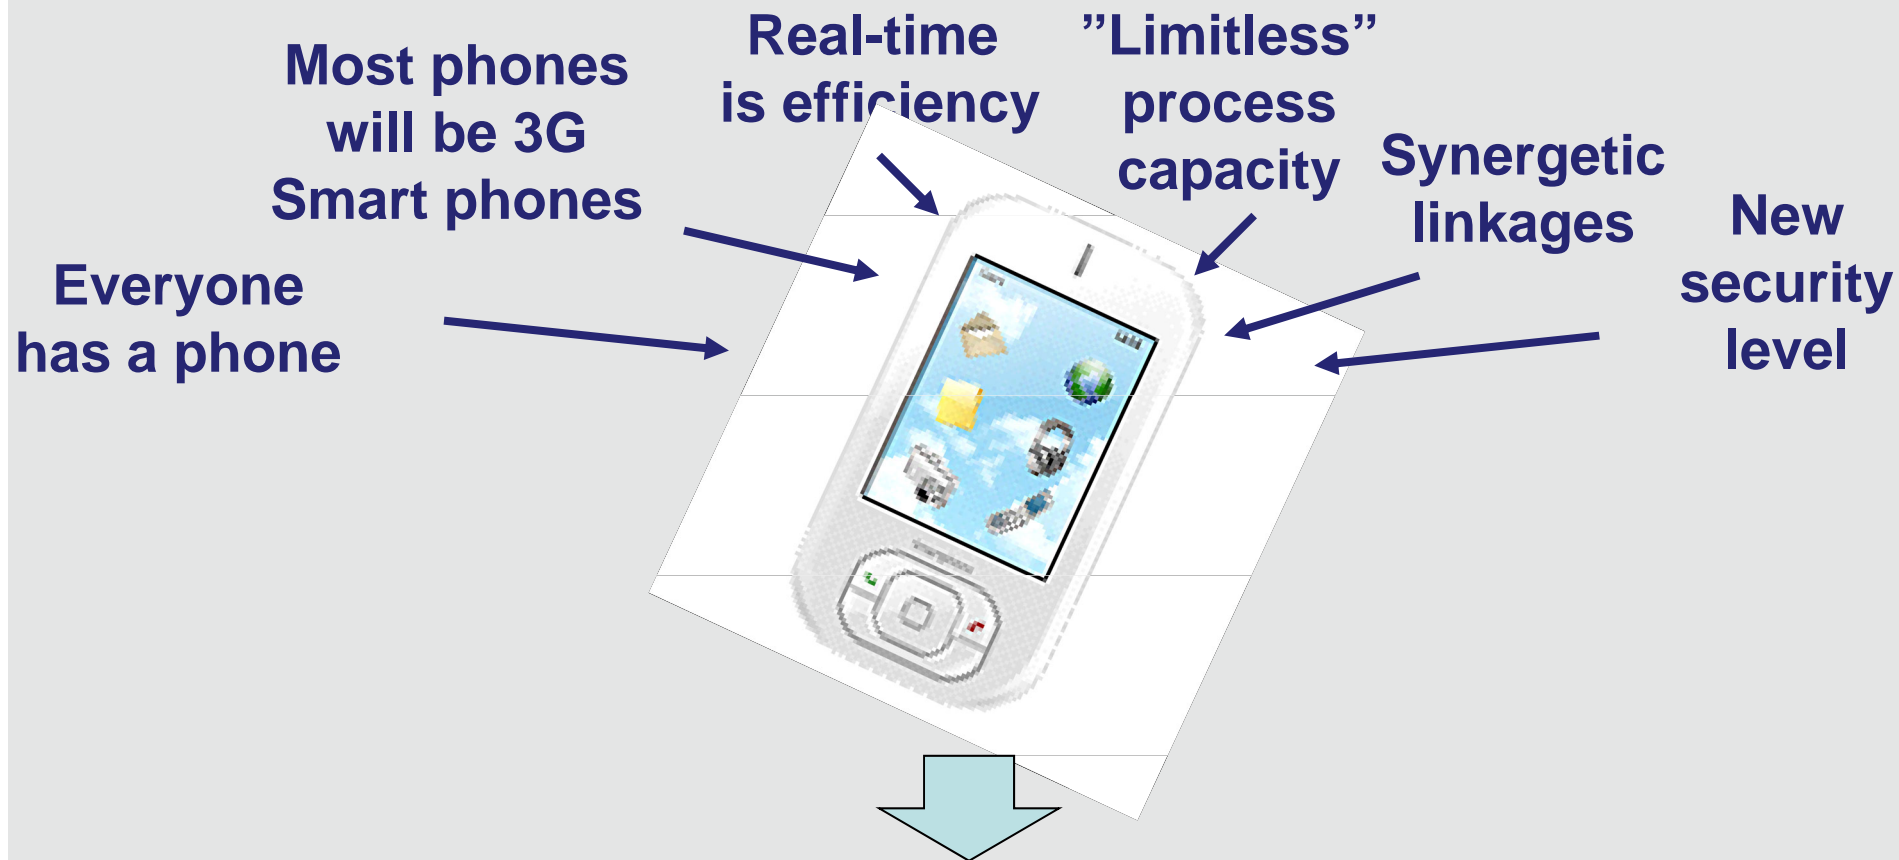 Everyone
has a phone
Most phones
will be 3G
Smart phones
Real-time
is efficiency
”Limitless”
process
capacity
Synergetic
linkages
New
security
level